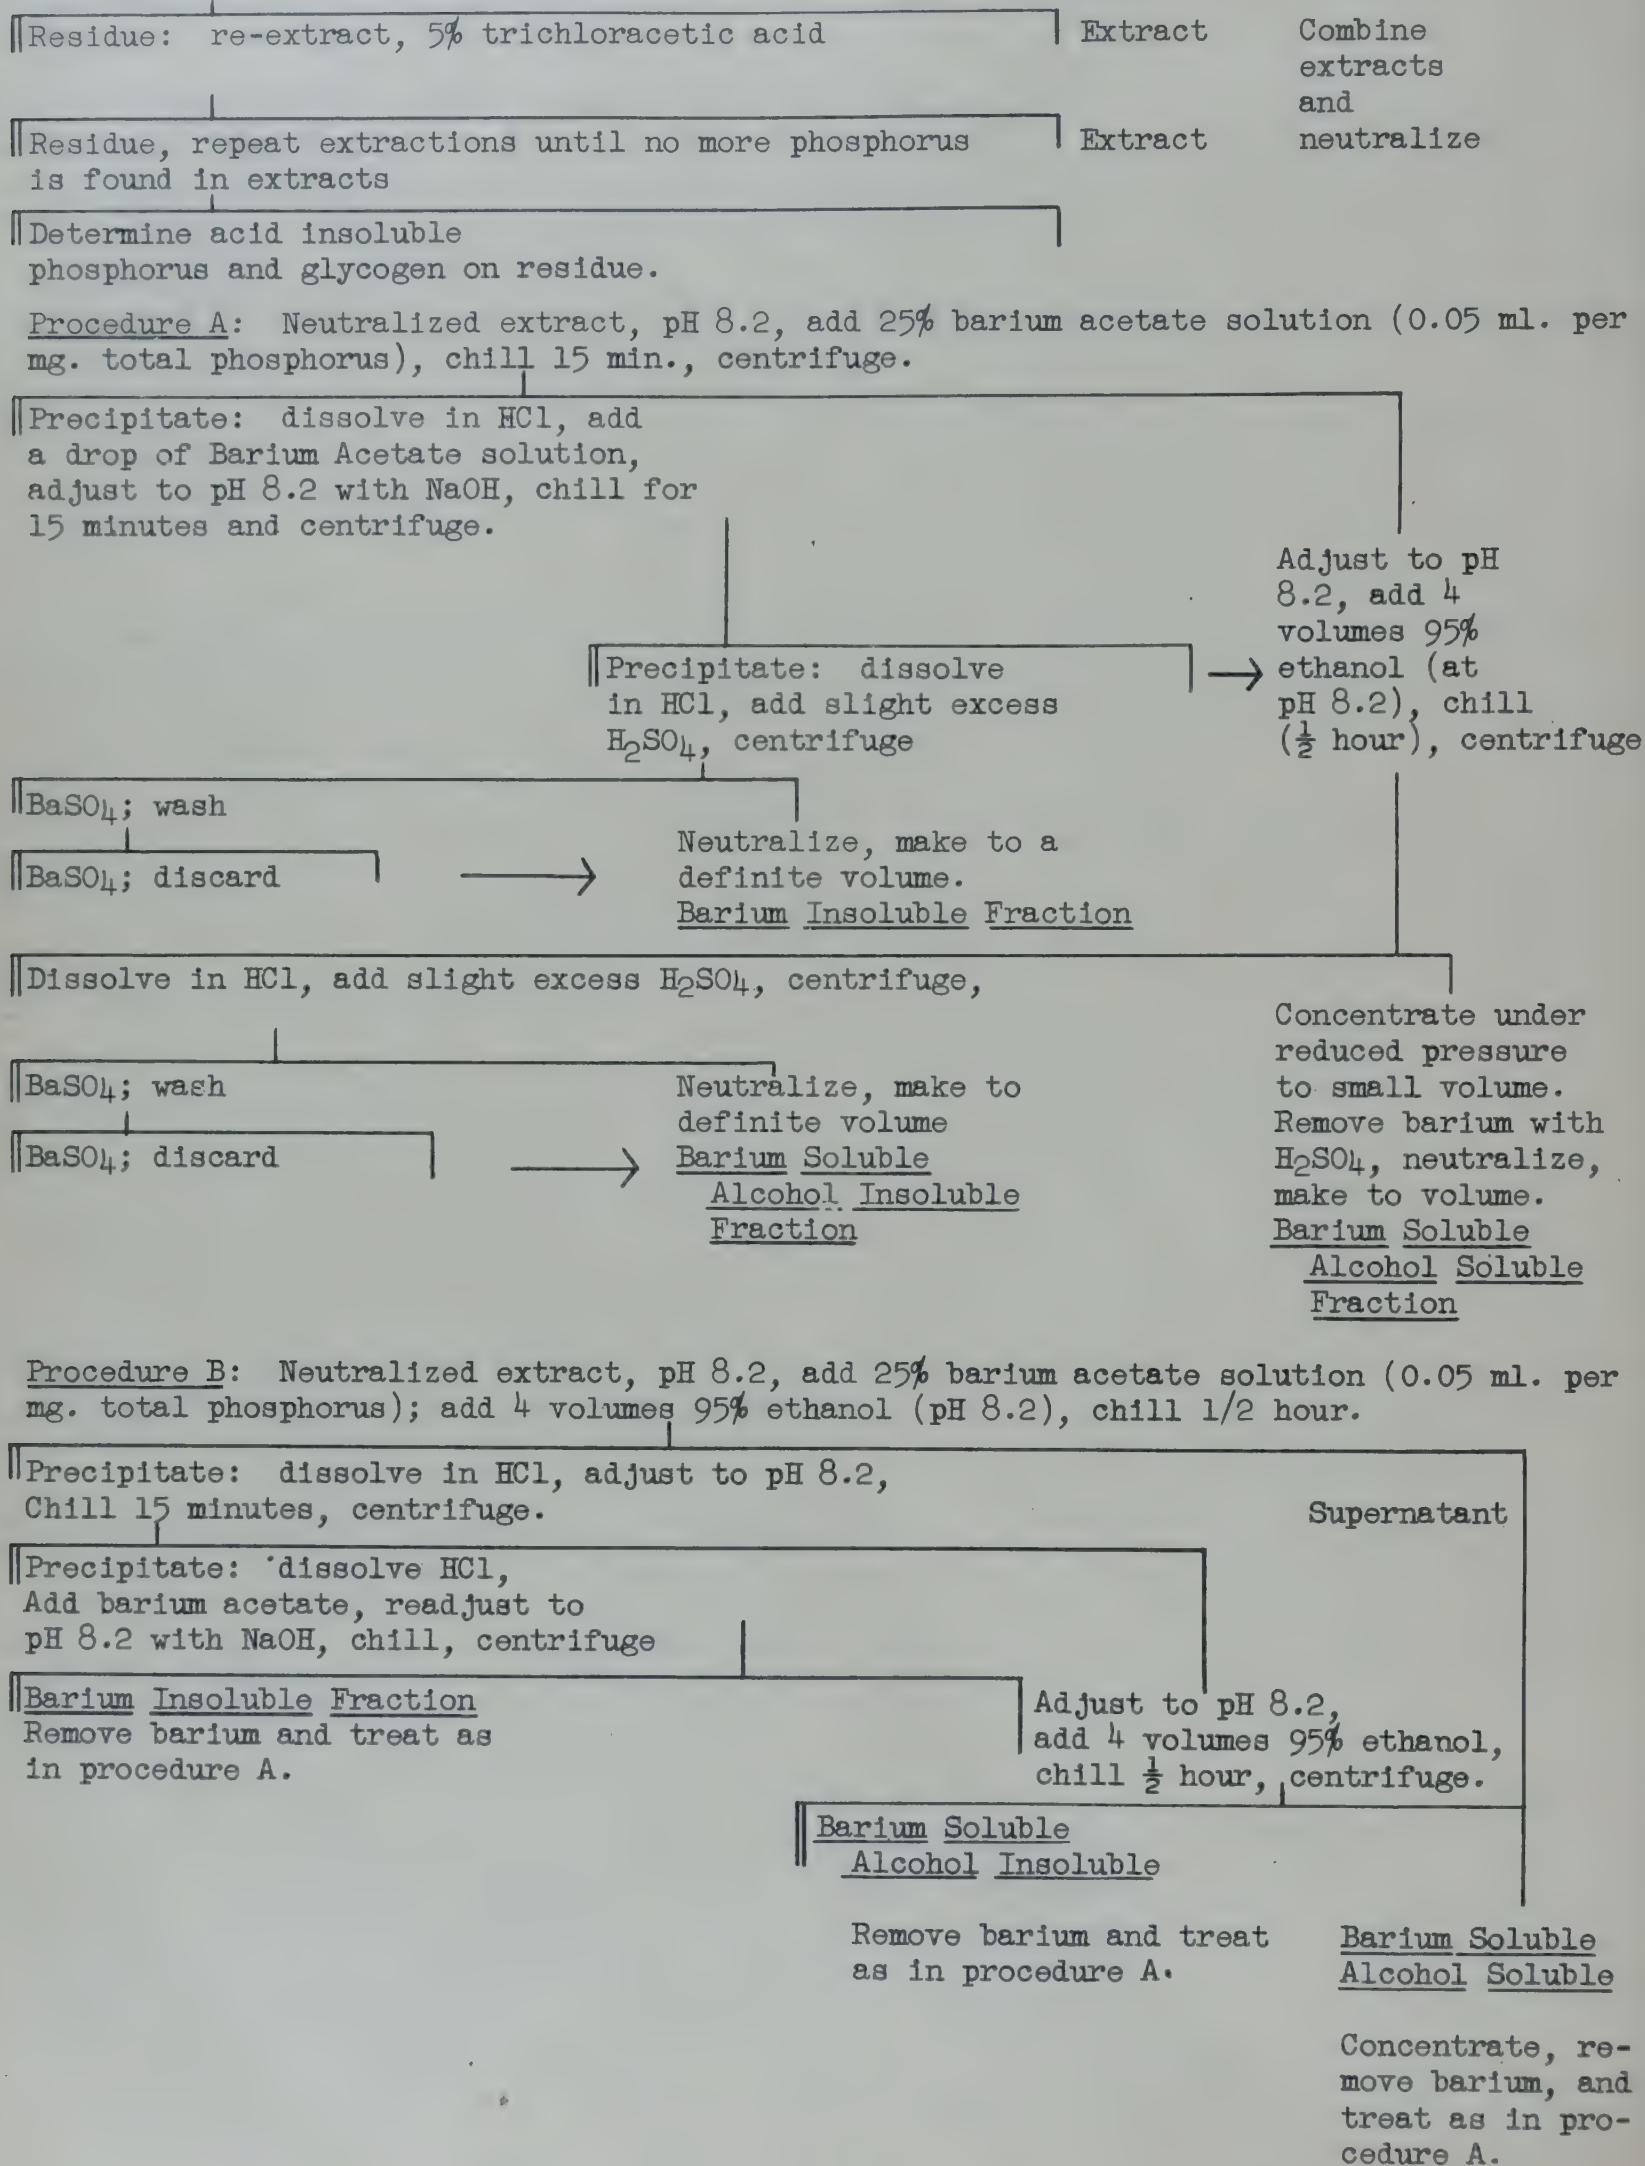 Residue: re-extract, 5% trichloracetic acid
Extract
Combine
extracts
and
neutralize
Residue, repeat extractions until no more phosphorus
is found in extracts
Extract
Determine acid insoluble
phosphorus and glycogen on residue.
Procedure A: Neutralized extract, pH 8.2, add 25% barium acetate solution (0.05 ml. per
mg. total phosphorus), chill 15 min., centrifuge.
Precipitate: dissolve in HCl, add
a drop of Barium Acetate solution,
adjust to pH 8.2 with NaOH, chill for
15 minutes and centrifuge.
Adjust to pH
8.2, add 4
volumes 95%
ethanol (at
pH 8.2), chill
(½ hour), centrifuge
Precipitate: dissolve
in HCl, add slight excess
H₂SO₄, centrifuge
BaSO₄; wash
BaSO₄; discard
Neutralize, make to a
definite volume.
Barium Insoluble Fraction
Dissolve in HCl, add slight excess H₂SO₄, centrifuge,
BaSO₄; wash
BaSO₄; discard
Neutralize, make to
definite volume
Barium Soluble
Alcohol Insoluble
Fraction
Concentrate under
reduced pressure
to small volume.
Remove barium with
H₂SO₄, neutralize,
make to volume.
Barium Soluble
Alcohol Soluble
Fraction
Procedure B: Neutralized extract, pH 8.2, add 25% barium acetate solution (0.05 ml. per
mg. total phosphorus); add 4 volumes 95% ethanol (pH 8.2), chill 1/2 hour.
Precipitate: dissolve in HCl, adjust to pH 8.2,
Chill 15 minutes, centrifuge.
Supernatant
Precipitate: dissolve HCl,
Add barium acetate, readjust to
pH 8.2 with NaOH, chill, centrifuge
Barium Insoluble Fraction
Remove barium and treat as
in procedure A.
Adjust to pH 8.2,
add 4 volumes 95% ethanol,
chill ½ hour, centrifuge.
Barium Soluble
Alcohol Insoluble
Remove barium and treat
as in procedure A.
Barium Soluble
Alcohol Soluble
Concentrate, re-
move barium, and
treat as in pro-
cedure A.